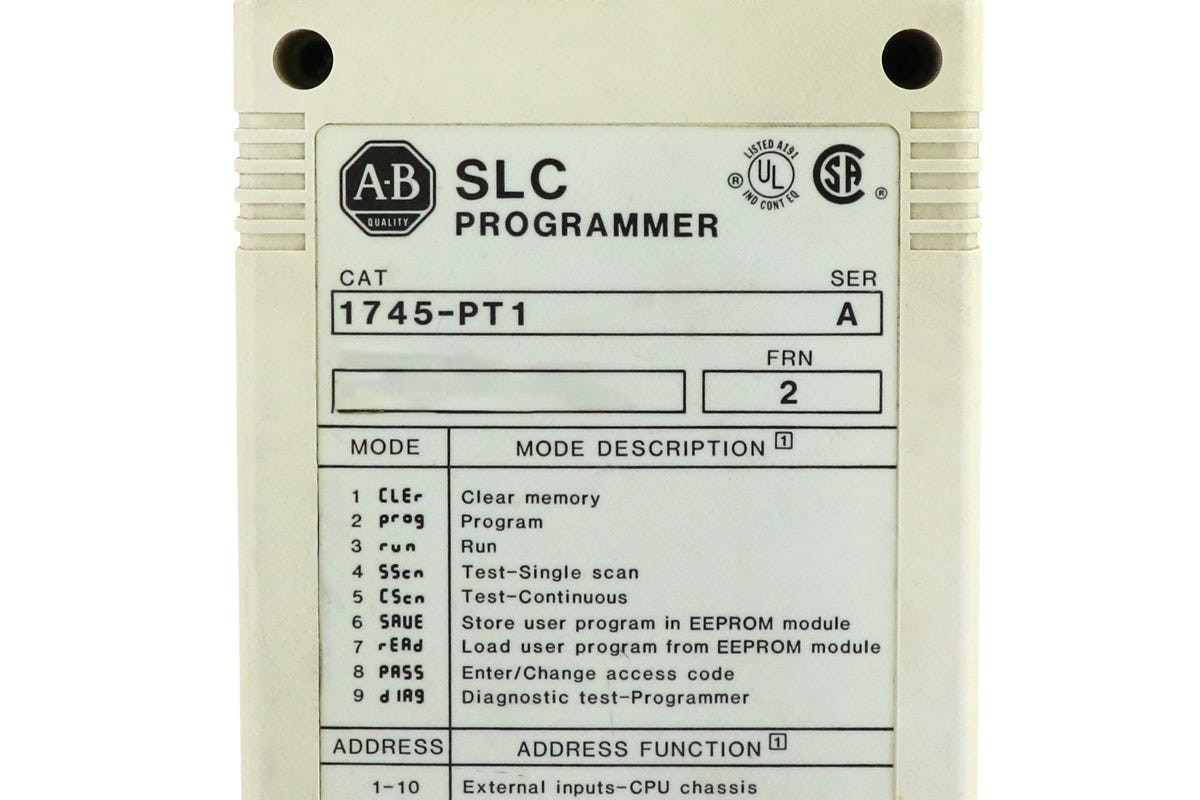 A-B
QUALITY
SLC
PROGRAMMER
LISTED A191
UL
IND CONT EQ
®
SA
®
CAT
SER
1745-PT1
A
FRN
2
MODE
MODE DESCRIPTION 1
1 CLEr Clear memory
2 prog Program
3 run Run
4 SScn Test-Single scan
5 CScn Test-Continuous
6 SAUE Store user program in EEPROM module
7 rEAd Load user program from EEPROM module
8 PASS Enter/Change access code
9 dIAg Diagnostic test-Programmer
ADDRESS
ADDRESS FUNCTION 1
1-10 External inputs-CPU chassis